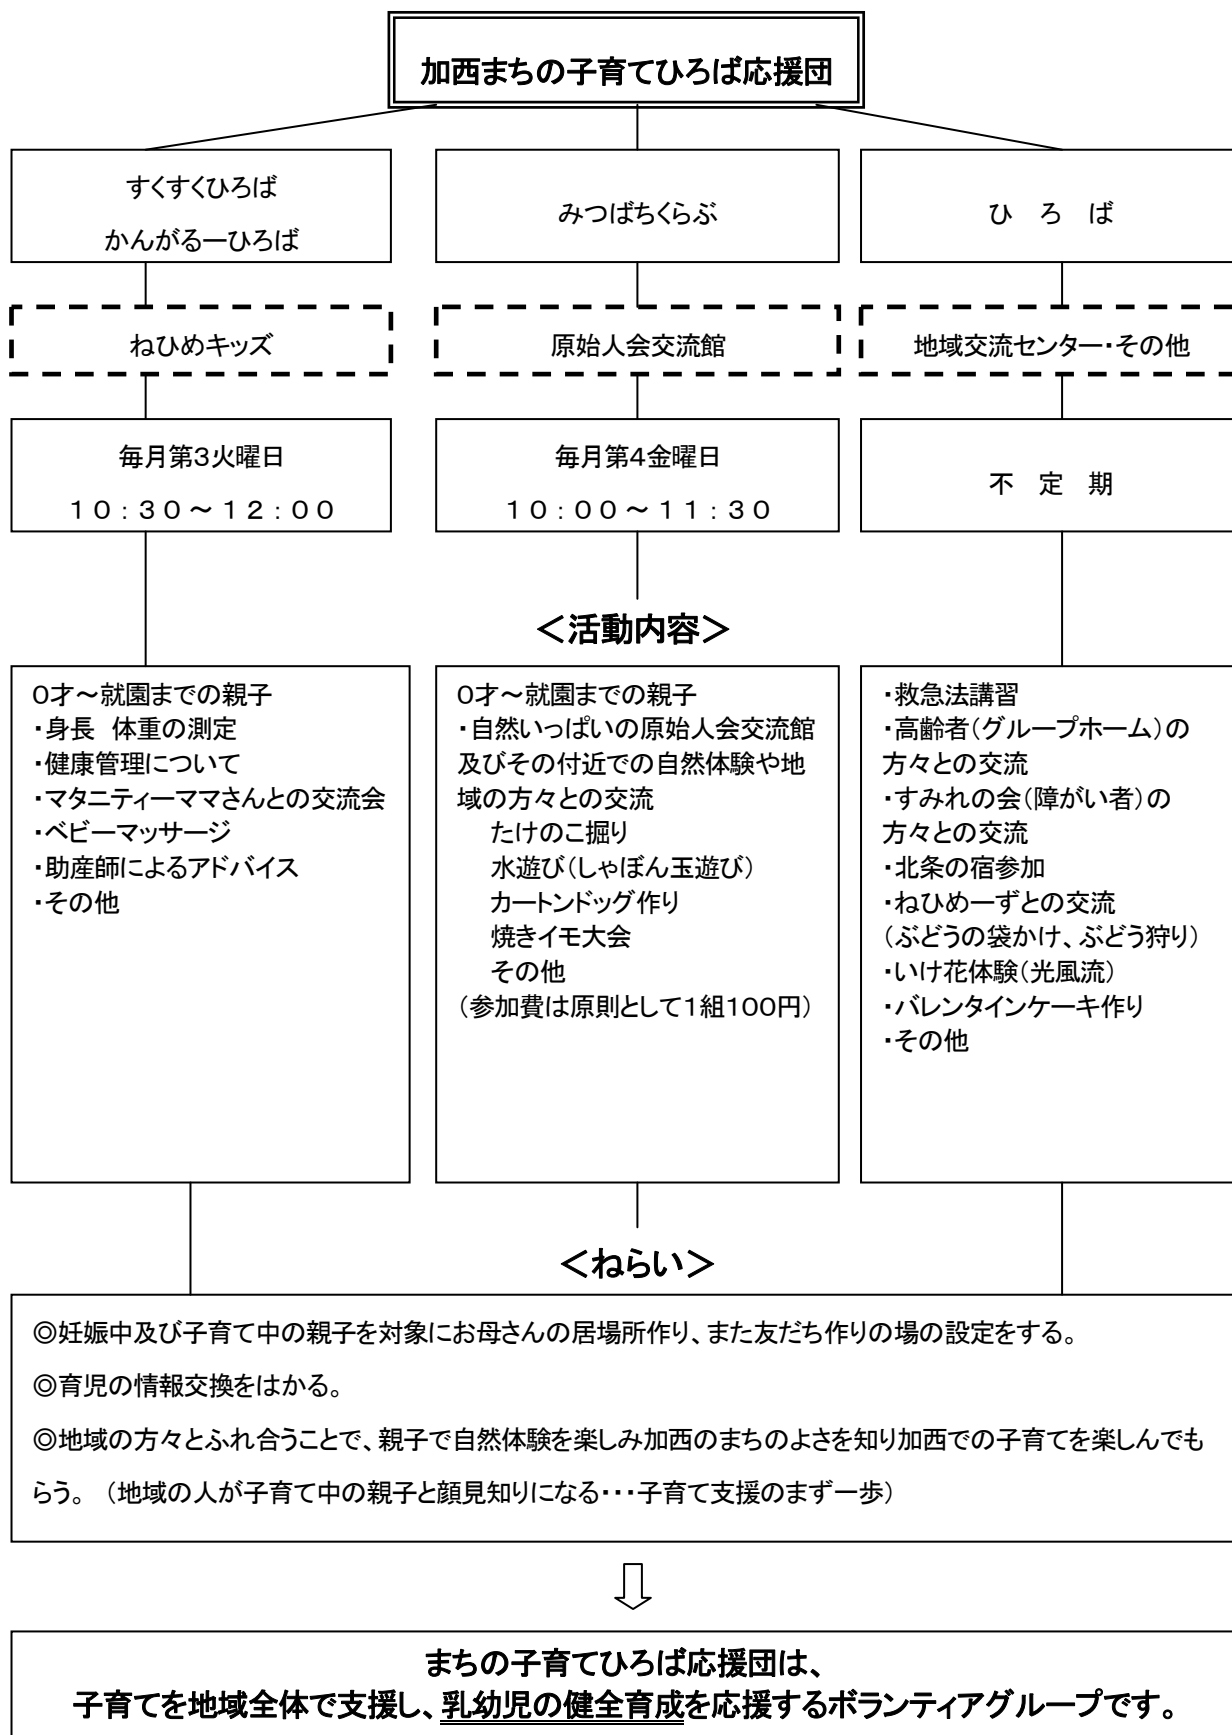 加西まちの子育てひろば応援団
すくすくひろば
かんがるーひろば
みつばちくらぶ
ひ ろ ば
ねひめキッズ
原始人会交流館
地域交流センター・その他
毎月第3火曜日
10:30～12:00
毎月第4金曜日
10:00～11:30
不 定 期
＜活動内容＞
0才～就園までの親子
・身長 体重の測定
・健康管理について
・マタニティーママさんとの交流会
・ベビーマッサージ
・助産師によるアドバイス
・その他
0才～就園までの親子
・自然いっぱいの原始人会交流館
及びその付近での自然体験や地
域の方々との交流
たけのこ掘り
水遊び(しゃぼん玉遊び)
カートンドッグ作り
焼きイモ大会
その他
(参加費は原則として1組100円)
・救急法講習
・高齢者(グループホーム)の
方々との交流
・すみれの会(障がい者)の
方々との交流
・北条の宿参加
・ねひめーずとの交流
(ぶどうの袋かけ、ぶどう狩り)
・いけ花体験(光風流)
・バレンタインケーキ作り
・その他
＜ねらい＞
◎妊娠中及び子育て中の親子を対象にお母さんの居場所作り、また友だち作りの場の設定をする。
◎育児の情報交換をはかる。
◎地域の方々とふれ合うことで、親子で自然体験を楽しみ加西のまちのよさを知り加西での子育てを楽しんでも
らう。 (地域の人が子育て中の親子と顔見知りになる・・・子育て支援のまず一歩)
まちの子育てひろば応援団は、
子育てを地域全体で支援し、乳幼児の健全育成を応援するボランティアグループです。